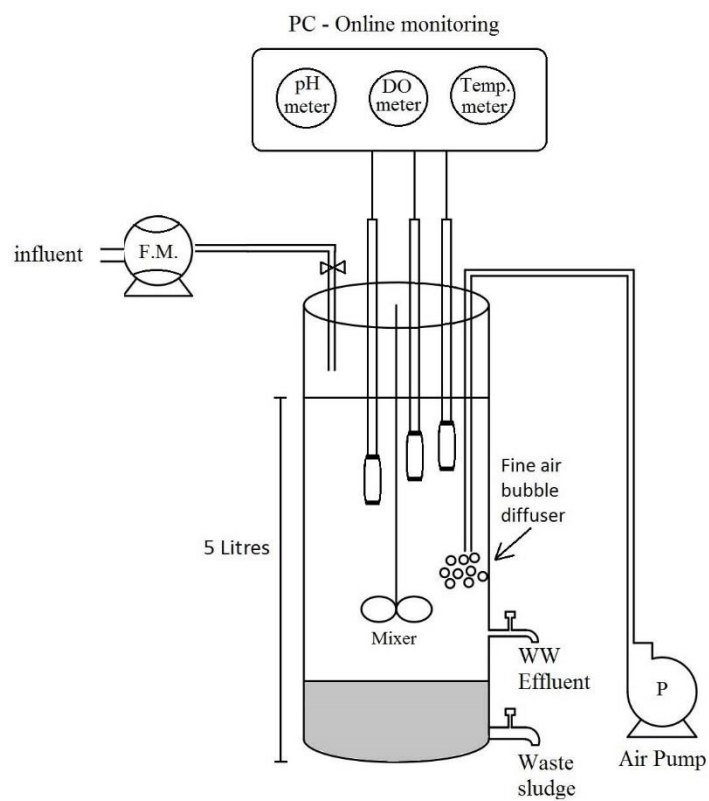 PC - Online monitoring
pH
meter
DO
meter
Temp.
meter
influent
F.M.
Fine air
bubble
diffuser
5 Litres
Mixer
WW
Effluent
P
Air Pump
Waste
sludge